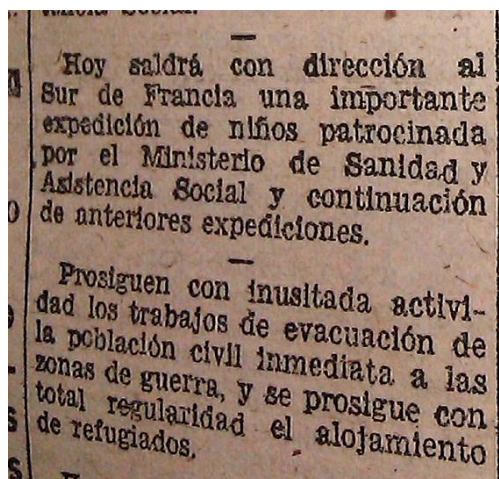 Hoy saldrá con dirección al
Sur de Francia una importante
expedición de niños patrocinada
por el Ministerio de Sanidad y
Asistencia Social y continuación
de anteriores expediciones.
Prosiguen con inusitada activi-
dad los trabajos de evacuación de
la población civil inmediata a las
zonas de guerra, y se prosigue con
total regularidad el alojamiento
de refugiados.